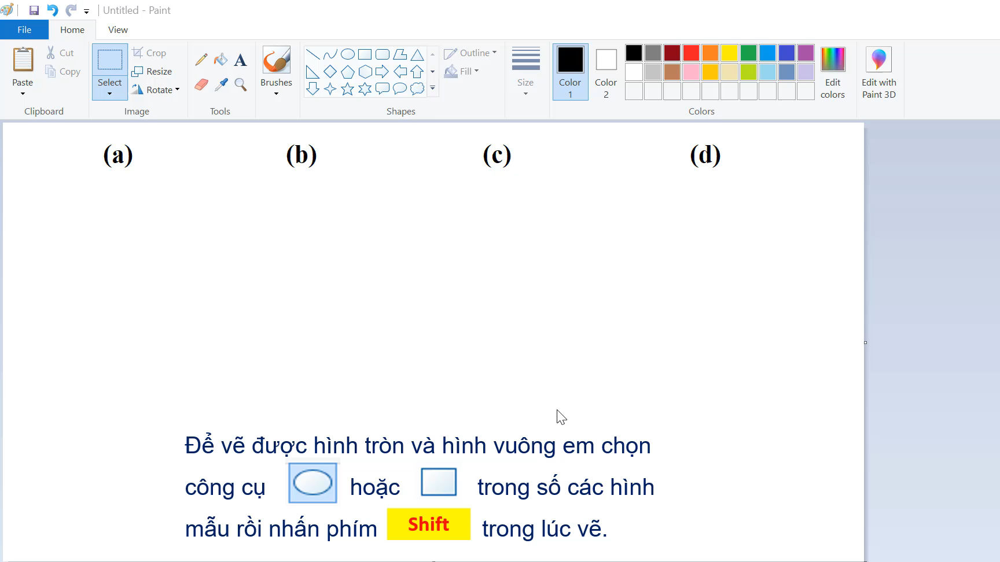 Untitled - Paint
File Home View
Paste Cut Copy Select Crop Resize Rotate A Brushes Outline Fill Size Color 1 Color 2 Edit colors Edit with Paint 3D
Clipboard Image Tools Shapes Colors
(a) (b) (c) (d)
Để vẽ được hình tròn và hình vuông em chọn
công cụ hoặc trong số các hình
mẫu rồi nhấn phím Shift trong lúc vẽ.